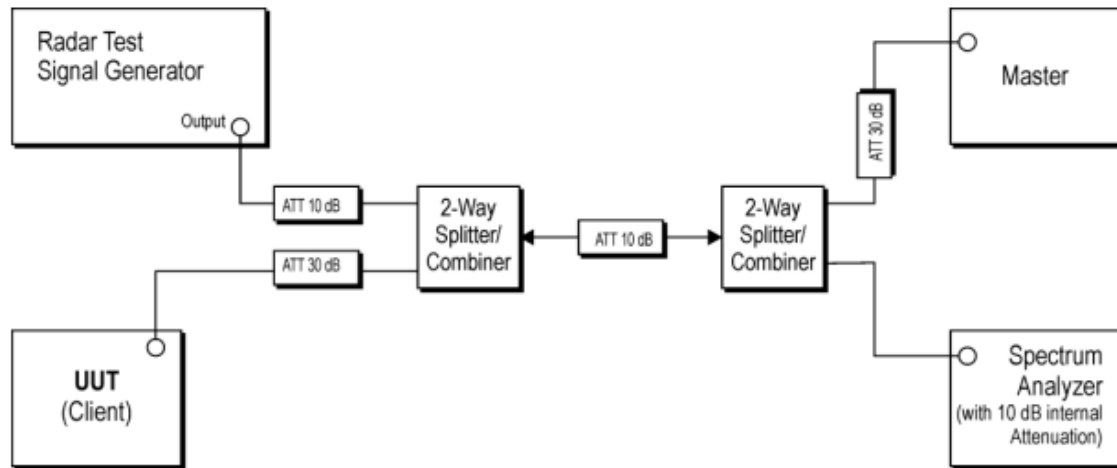 Radar Test
Signal Generator
Output
ATT 10 dB
2-Way
Splitter/
Combiner
ATT 30 dB
UUT
(Client)
ATT 10 dB
2-Way
Splitter/
Combiner
ATT 30 dB
Master
Spectrum
Analyzer
(with 10 dB internal
Attenuation)